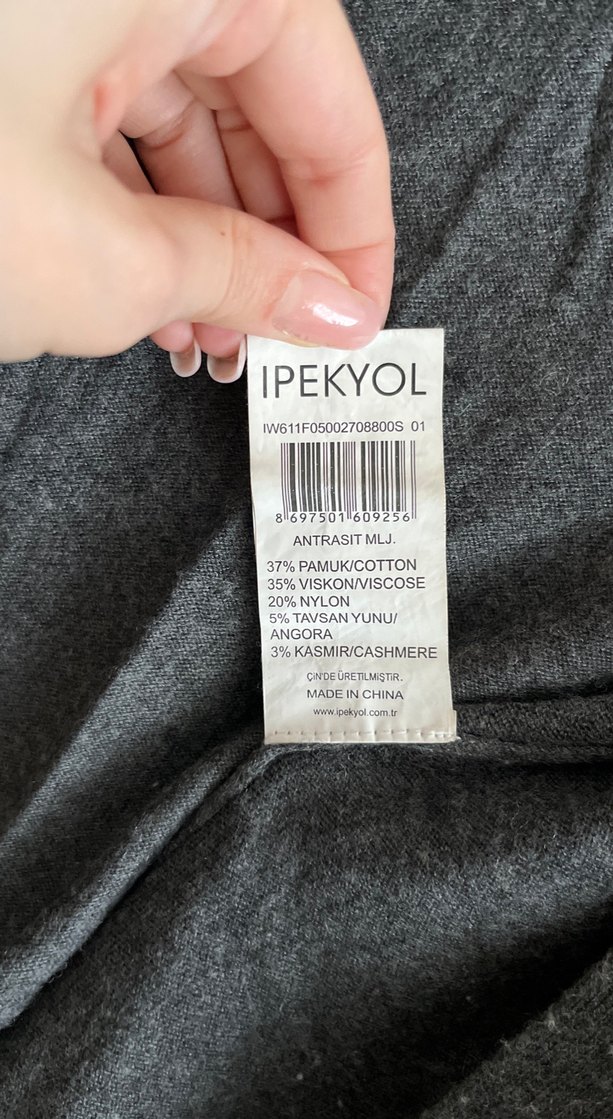 IPEKYOL
IW611F05002708800S 01
8 697501 609256
ANTRASIT MLJ.
37% PAMUK/COTTON
35% VISKON/VISCOSE
20% NYLON
5% TAVSAN YUNU/
ANGORA
3% KASMIR/CASHMERE
ÇİN'DE ÜRETİLMİŞTİR.
MADE IN CHINA
www.ipekyol.com.tr